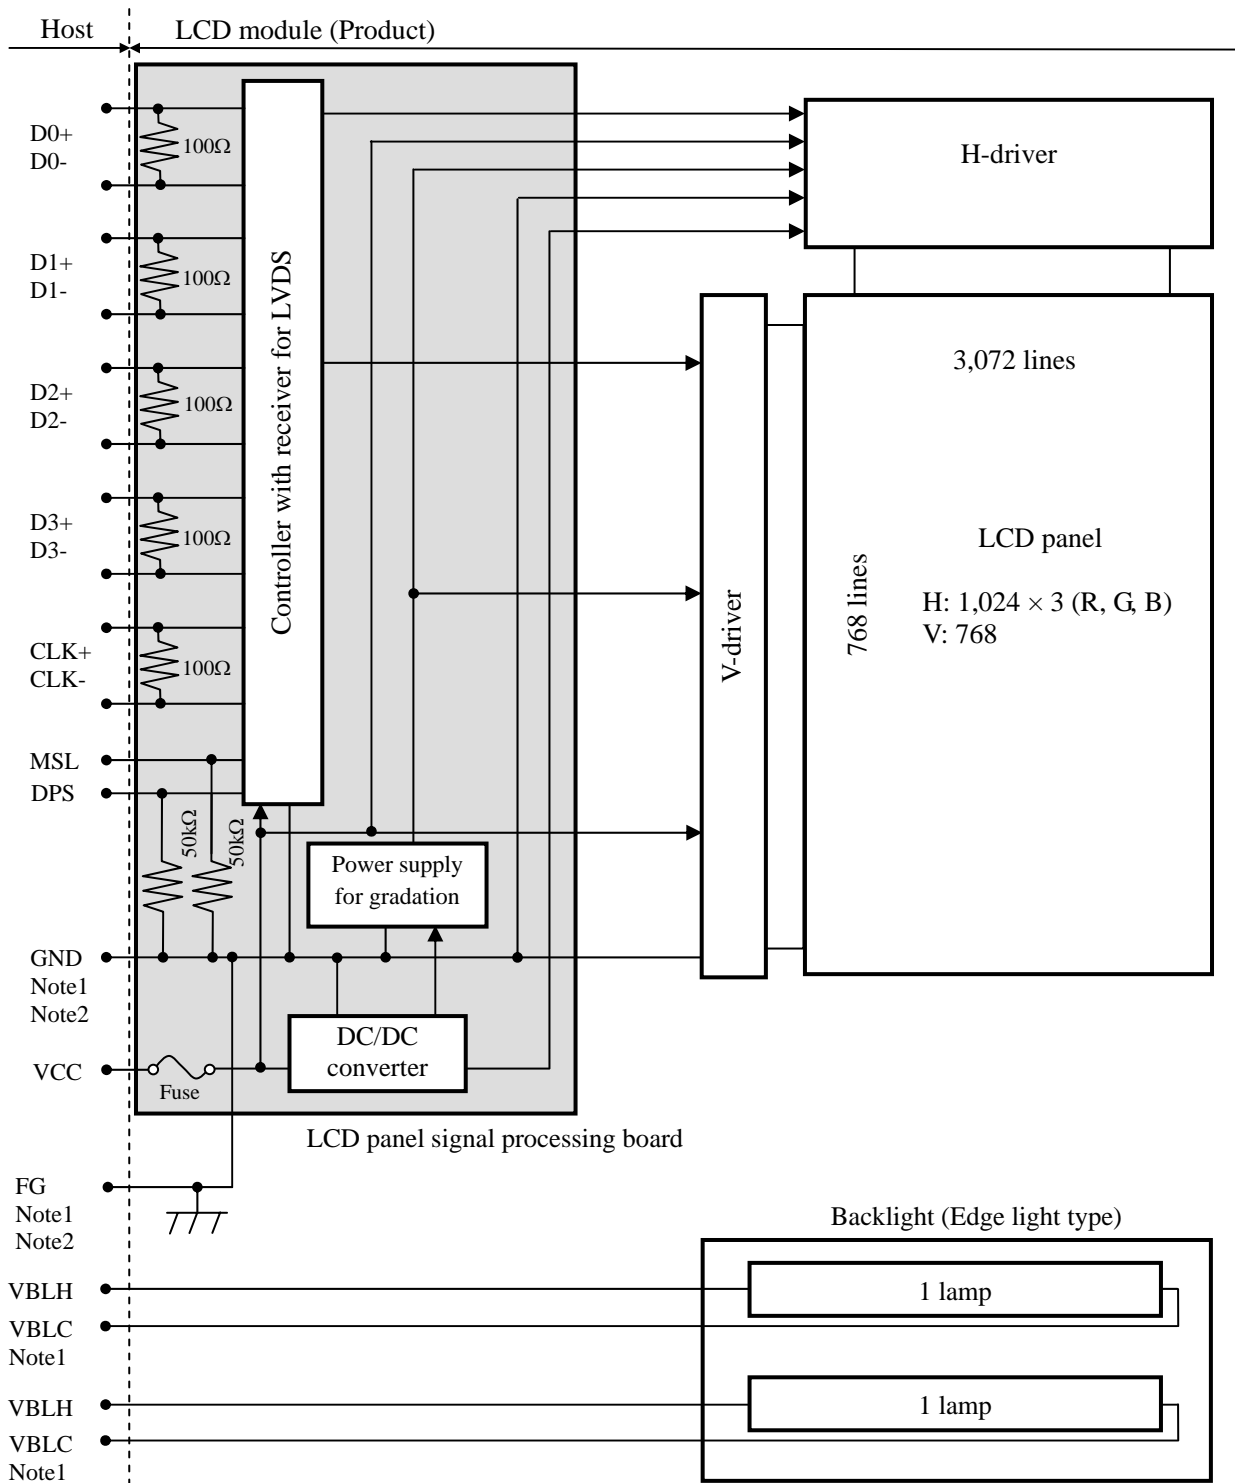 Host
LCD module (Product)
D0+
D0-
100Ω
D1+
D1-
100Ω
D2+
D2-
100Ω
D3+
D3-
100Ω
CLK+
CLK-
100Ω
MSL
DPS
50kΩ
50kΩ
GND
Note1
Note2
VCC
Fuse
FG
Note1
Note2
VBLH
VBLC
Note1
VBLH
VBLC
Note1
Controller with receiver for LVDS
Power supply
for gradation
DC/DC
converter
LCD panel signal processing board
H-driver
V-driver
3,072 lines
768 lines
LCD panel
H: 1,024 × 3 (R, G, B)
V: 768
Backlight (Edge light type)
1 lamp
1 lamp